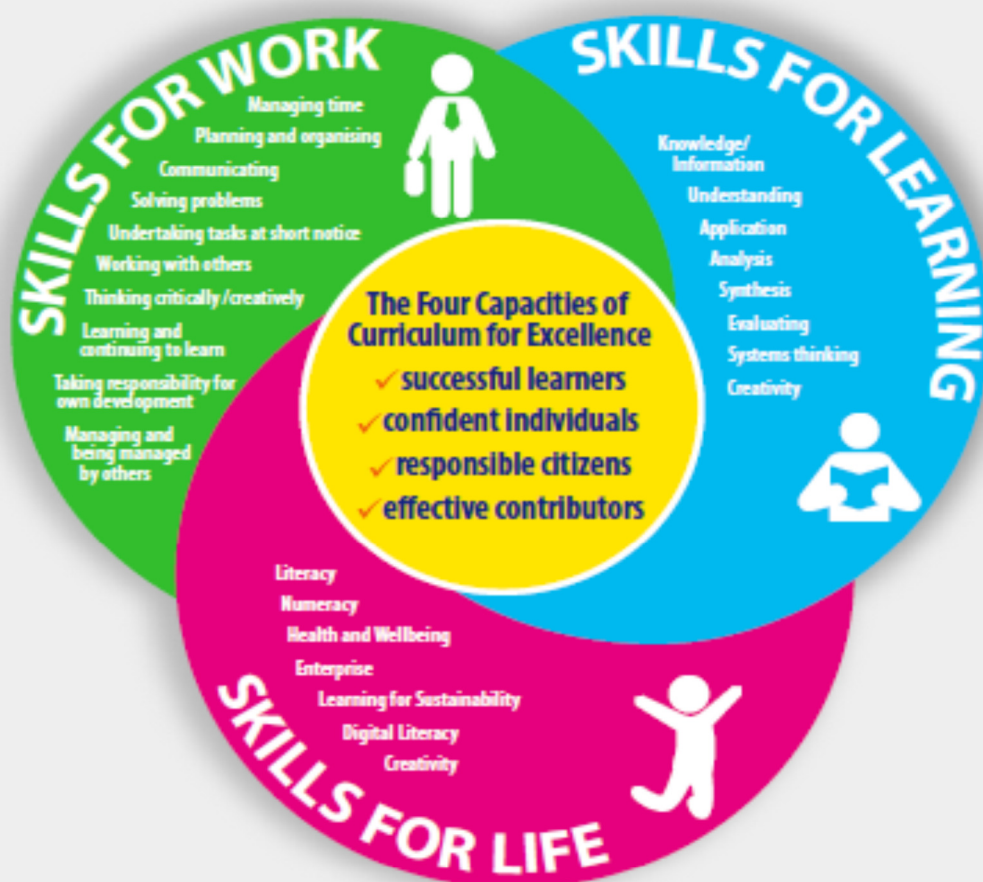 SKILLS FOR WORK
Managing time
Planning and organising
Communicating
Solving problems
Undertaking tasks at short notice
Working with others
Thinking critically/creatively
Learning and
continuing to learn
Taking responsibility for
own development
Managing and
being managed
by others
SKILLS FOR LEARNING
Knowledge/
Information
Understanding
Application
Analysis
Synthesis
Evaluating
Systems thinking
Creativity
The Four Capacities of
Curriculum for Excellence
✓ successful learners
✓ confident individuals
✓ responsible citizens
✓ effective contributors
Literacy
Numeracy
Health and Wellbeing
Enterprise
Learning for Sustainability
Digital Literacy
Creativity
SKILLS FOR LIFE